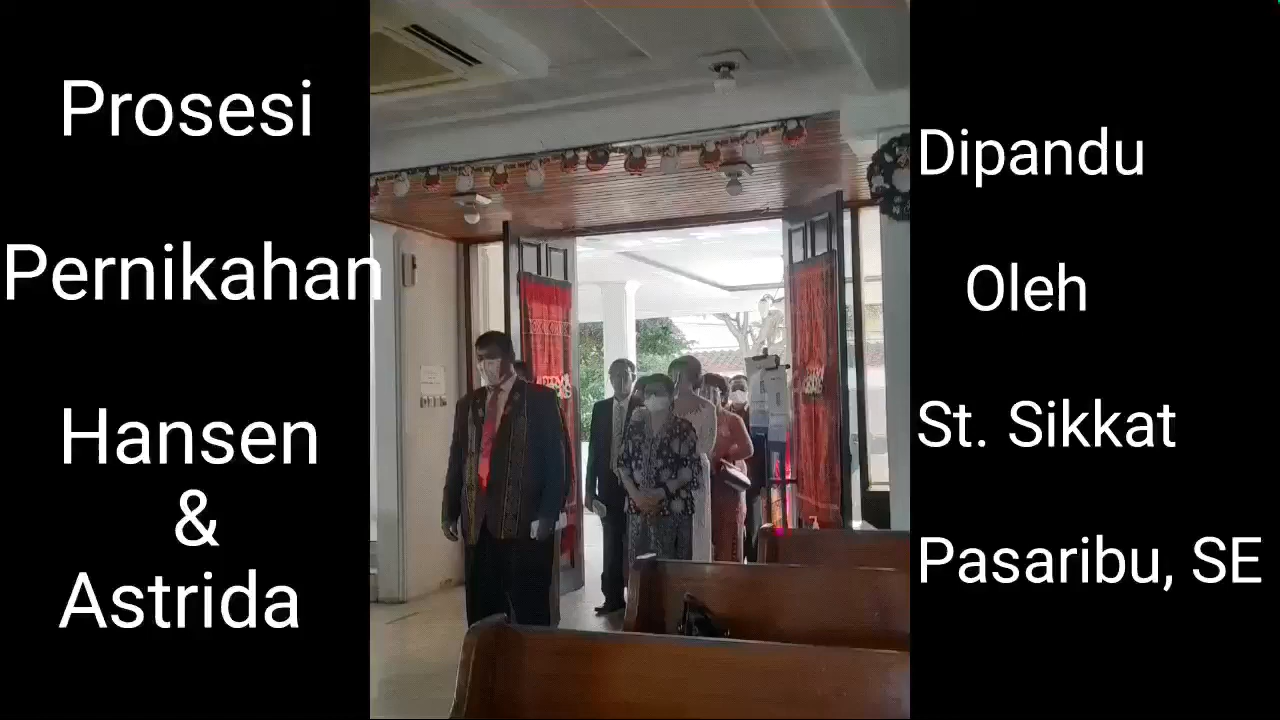 Prosesi
Pernikahan
Hansen
&
Astrida
Dipandu
Oleh
St. Sikkat
Pasaribu, SE